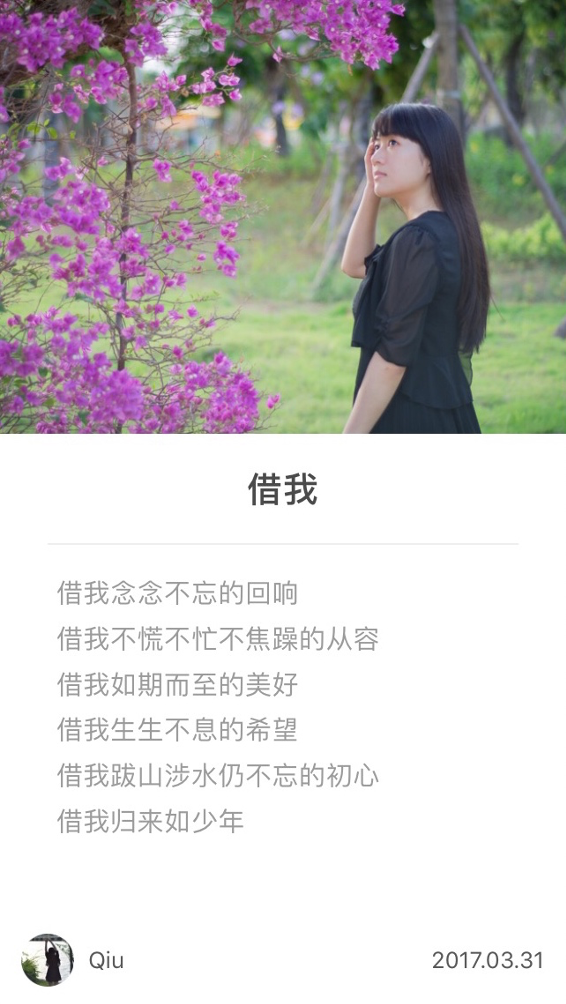 借我
借我念念不忘的回响
借我不慌不忙不焦躁的从容
借我如期而至的美好
借我生生不息的希望
借我跋山涉水仍不忘的初心
借我归来如少年
Qiu
2017.03.31